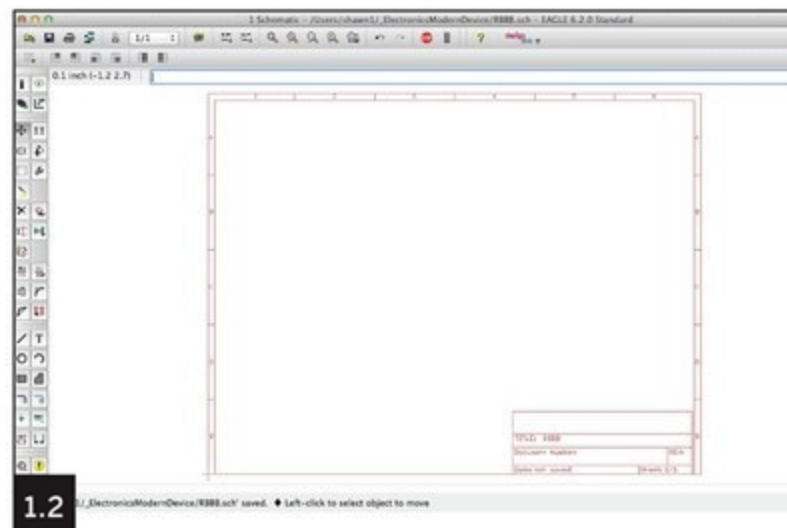 1 Schematic - /Users/shawn1/_ElectronicsModernDevice/RBBB.sch - EAGLE 6.2.0 Standard
1/1
0.1 inch (-1.2 2.7)
TITLE: RBBB
Document Number
REV:
Date: not saved
Sheet: 1/1
1/_ElectronicsModernDevice/RBBB.sch' saved. ♦ Left-click to select object to move
1.2